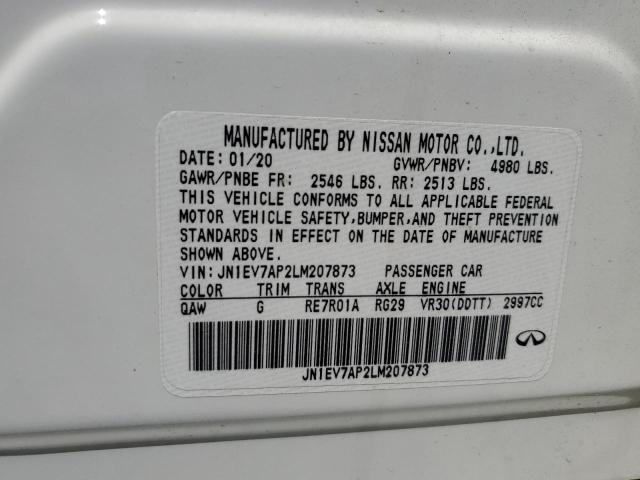 MANUFACTURED BY NISSAN MOTOR CO.,LTD.
DATE: 01/20 GVWR/PNBV: 4980 LBS.
GAWR/PNBE FR: 2546 LBS. RR: 2513 LBS.
THIS VEHICLE CONFORMS TO ALL APPLICABLE FEDERAL
MOTOR VEHICLE SAFETY,BUMPER,AND THEFT PREVENTION
STANDARDS IN EFFECT ON THE DATE OF MANUFACTURE
SHOWN ABOVE.
VIN: JN1EV7AP2LM207873 PASSENGER CAR
COLOR TRIM TRANS AXLE ENGINE
QAW G RE7R01A RG29 VR30(DDTT) 2997CC
JN1EV7AP2LM207873